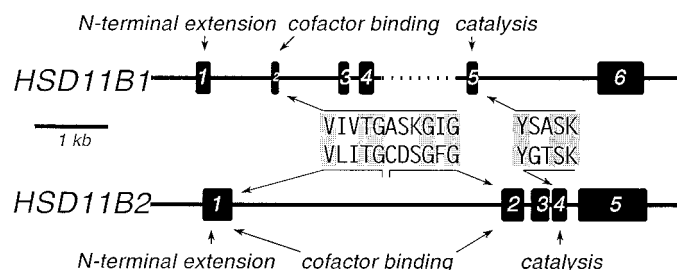 N-terminal extension cofactor binding catalysis
HSD11B1 1 2 3 4 5 6
1 kb
VIVTGASKGIG YSASK
VLITGCDSGFG YGTSK
HSD11B2 1 2 3 4 5
N-terminal extension cofactor binding catalysis